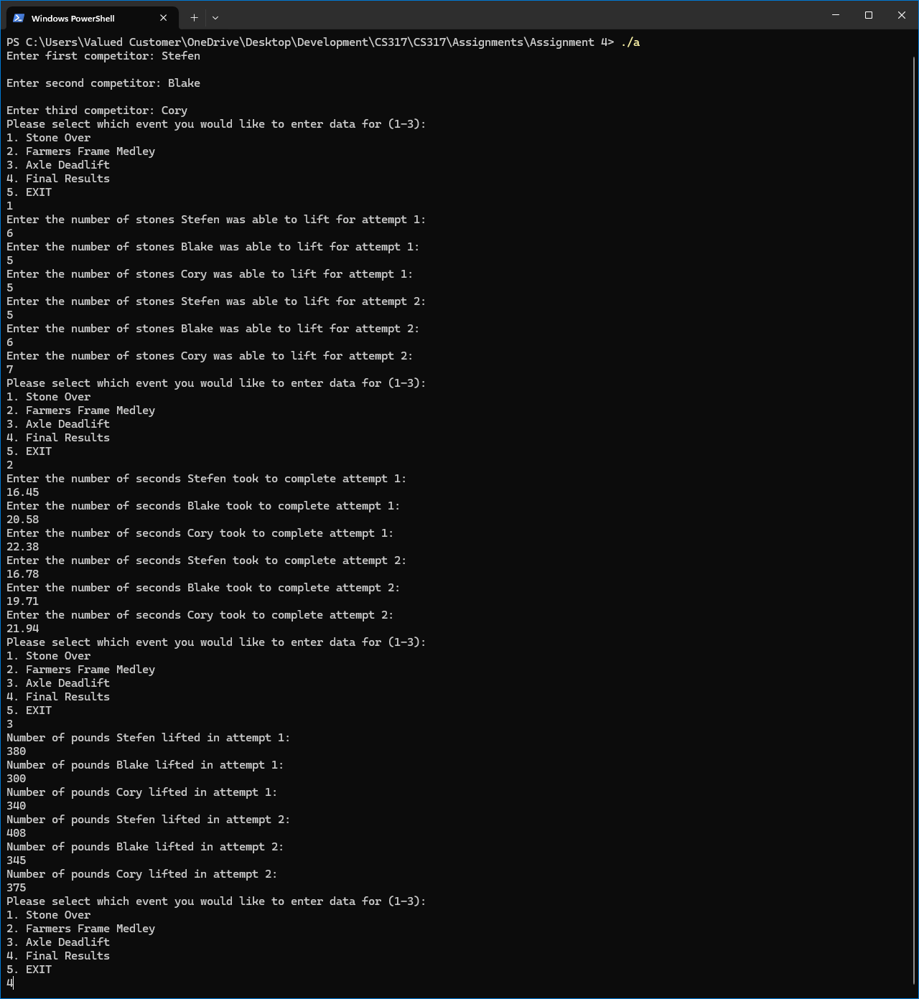 Windows PowerShell
PS C:\Users\Valued Customer\OneDrive\Desktop\Development\CS317\CS317\Assignments\Assignment 4> ./a
Enter first competitor: Stefen
Enter second competitor: Blake
Enter third competitor: Cory
Please select which event you would like to enter data for (1-3):
1. Stone Over
2. Farmers Frame Medley
3. Axle Deadlift
4. Final Results
5. EXIT
1
Enter the number of stones Stefen was able to lift for attempt 1:
6
Enter the number of stones Blake was able to lift for attempt 1:
5
Enter the number of stones Cory was able to lift for attempt 1:
5
Enter the number of stones Stefen was able to lift for attempt 2:
5
Enter the number of stones Blake was able to lift for attempt 2:
6
Enter the number of stones Cory was able to lift for attempt 2:
7
Please select which event you would like to enter data for (1-3):
1. Stone Over
2. Farmers Frame Medley
3. Axle Deadlift
4. Final Results
5. EXIT
2
Enter the number of seconds Stefen took to complete attempt 1:
16.45
Enter the number of seconds Blake took to complete attempt 1:
20.58
Enter the number of seconds Cory took to complete attempt 1:
22.38
Enter the number of seconds Stefen took to complete attempt 2:
16.78
Enter the number of seconds Blake took to complete attempt 2:
19.71
Enter the number of seconds Cory took to complete attempt 2:
21.94
Please select which event you would like to enter data for (1-3):
1. Stone Over
2. Farmers Frame Medley
3. Axle Deadlift
4. Final Results
5. EXIT
3
Number of pounds Stefen lifted in attempt 1:
380
Number of pounds Blake lifted in attempt 1:
300
Number of pounds Cory lifted in attempt 1:
340
Number of pounds Stefen lifted in attempt 2:
408
Number of pounds Blake lifted in attempt 2:
345
Number of pounds Cory lifted in attempt 2:
375
Please select which event you would like to enter data for (1-3):
1. Stone Over
2. Farmers Frame Medley
3. Axle Deadlift
4. Final Results
5. EXIT
4